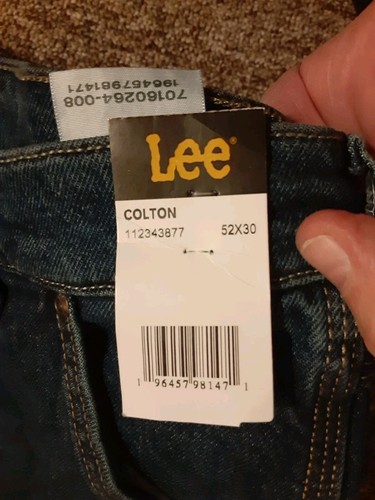 70160264-008
196457981471
Lee®
COLTON
112343877 52X30
1 96457 98147 1